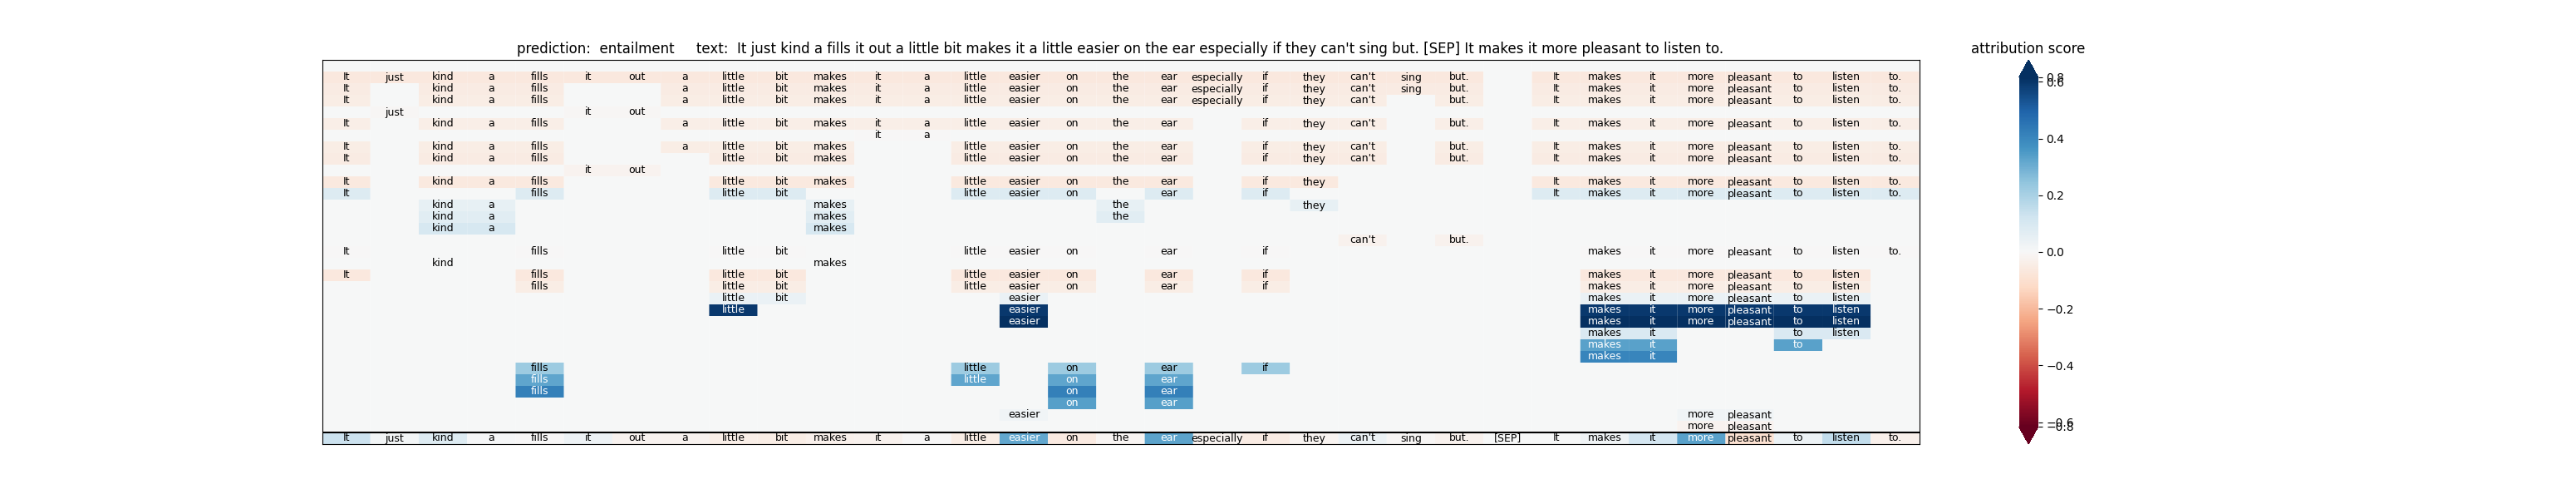 prediction: entailment text: It just kind a fills it out a little bit makes it a little easier on the ear especially if they can't sing but. [SEP] It makes it more pleasant to listen to.
attribution score
It just kind a fills it out a little bit makes it a little easier on the ear especially if they can't sing but. It makes it more pleasant to listen to.
It kind a fills a little bit makes it a little easier on the ear especially if they can't sing but. It makes it more pleasant to listen to.
It kind a fills a little bit makes it a little easier on the ear especially if they can't but. It makes it more pleasant to listen to.
just it out
It kind a fills a little bit makes it a little easier on the ear if they can't but. It makes it more pleasant to listen to.
it a
It kind a fills a little bit makes little easier on the ear if they can't but. It makes it more pleasant to listen to.
It kind a fills little bit makes little easier on the ear if they can't but. It makes it more pleasant to listen to.
it out
It kind a fills little bit makes little easier on the ear if they It makes it more pleasant to listen to.
It fills little bit little easier on ear if It makes it more pleasant to listen to.
kind a makes the they
kind a makes the
kind a makes
can't but.
It fills little bit little easier on ear if makes it more pleasant to listen to.
kind makes
It fills little bit little easier on ear if makes it more pleasant to listen
fills little bit little easier on ear if makes it more pleasant to listen
little bit easier makes it more pleasant to listen
little easier makes it more pleasant to listen
easier makes it more pleasant to listen
makes it to listen
makes it to
makes it
fills little on ear if
fills little on ear
fills on ear
on ear
easier more pleasant
more pleasant
It just kind a fills it out a little bit makes it a little easier on the ear especially if they can't sing but. [SEP] It makes it more pleasant to listen to.
0.8
0.6
0.4
0.2
0.0
−0.2
−0.4
−0.6
−0.8